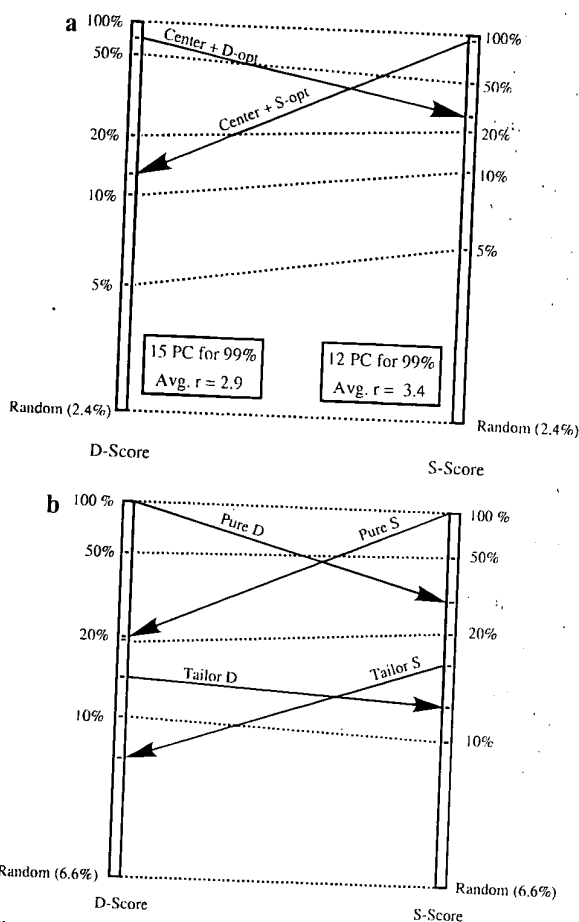 a
100%
50%
20%
10%
5%
Random (2.4%)
D-Score
Center + D-opt
Center + S-opt
15 PC for 99%
Avg. r = 2.9
12 PC for 99%
Avg. r = 3.4
100%
50%
20%
10%
5%
Random (2.4%)
S-Score
b
100 %
50%
20%
10%
Random (6.6%)
D-Score
Pure D
Pure S
Tailor D
Tailor S
100 %
50%
20%
10%
Random (6.6%)
S-Score